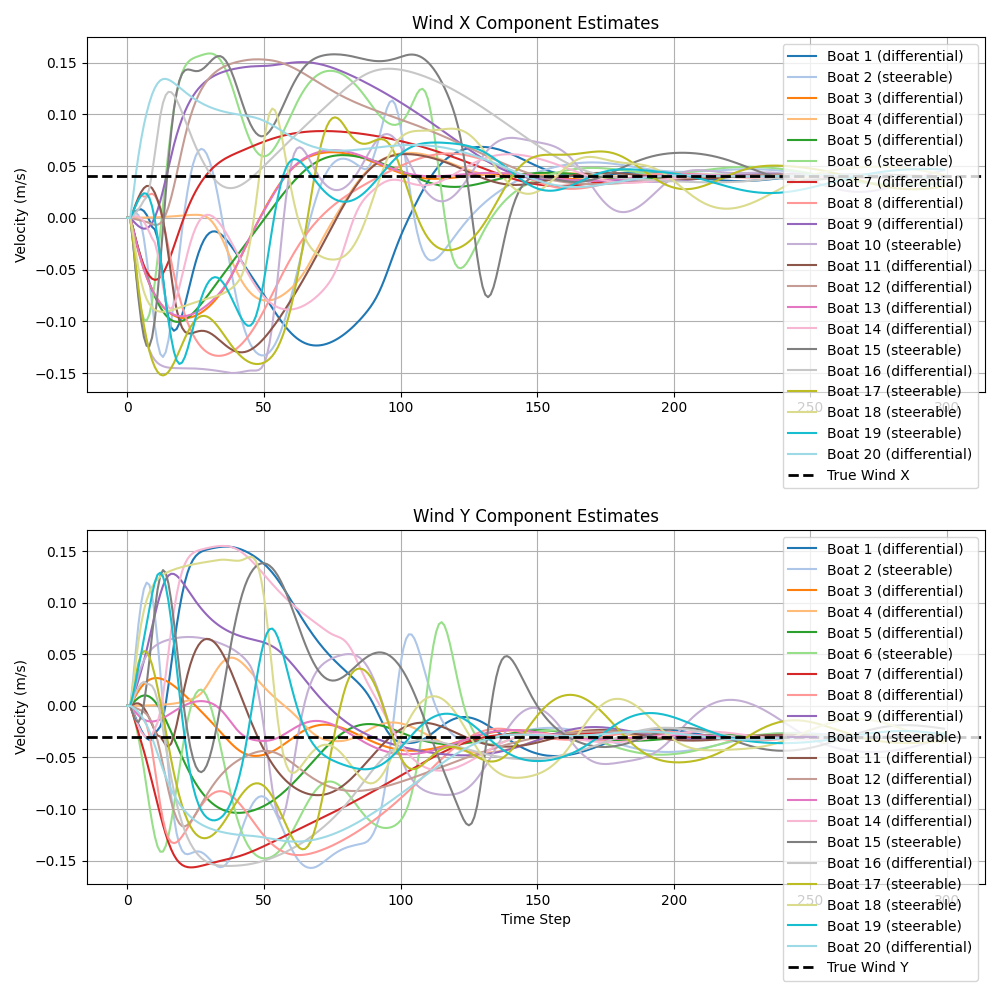 Wind X Component Estimates
Velocity (m/s)
0.15
0.10
0.05
0.00
−0.05
−0.10
−0.15
0
50
100
150
200
250
300
Boat 1 (differential)
Boat 2 (steerable)
Boat 3 (differential)
Boat 4 (differential)
Boat 5 (differential)
Boat 6 (steerable)
Boat 7 (differential)
Boat 8 (differential)
Boat 9 (differential)
Boat 10 (steerable)
Boat 11 (differential)
Boat 12 (differential)
Boat 13 (differential)
Boat 14 (differential)
Boat 15 (steerable)
Boat 16 (differential)
Boat 17 (steerable)
Boat 18 (steerable)
Boat 19 (steerable)
Boat 20 (differential)
True Wind X
Wind Y Component Estimates
Velocity (m/s)
0.15
0.10
0.05
0.00
−0.05
−0.10
−0.15
0
50
100
150
200
250
300
Time Step
Boat 1 (differential)
Boat 2 (steerable)
Boat 3 (differential)
Boat 4 (differential)
Boat 5 (differential)
Boat 6 (steerable)
Boat 7 (differential)
Boat 8 (differential)
Boat 9 (differential)
Boat 10 (steerable)
Boat 11 (differential)
Boat 12 (differential)
Boat 13 (differential)
Boat 14 (differential)
Boat 15 (steerable)
Boat 16 (differential)
Boat 17 (steerable)
Boat 18 (steerable)
Boat 19 (steerable)
Boat 20 (differential)
True Wind Y